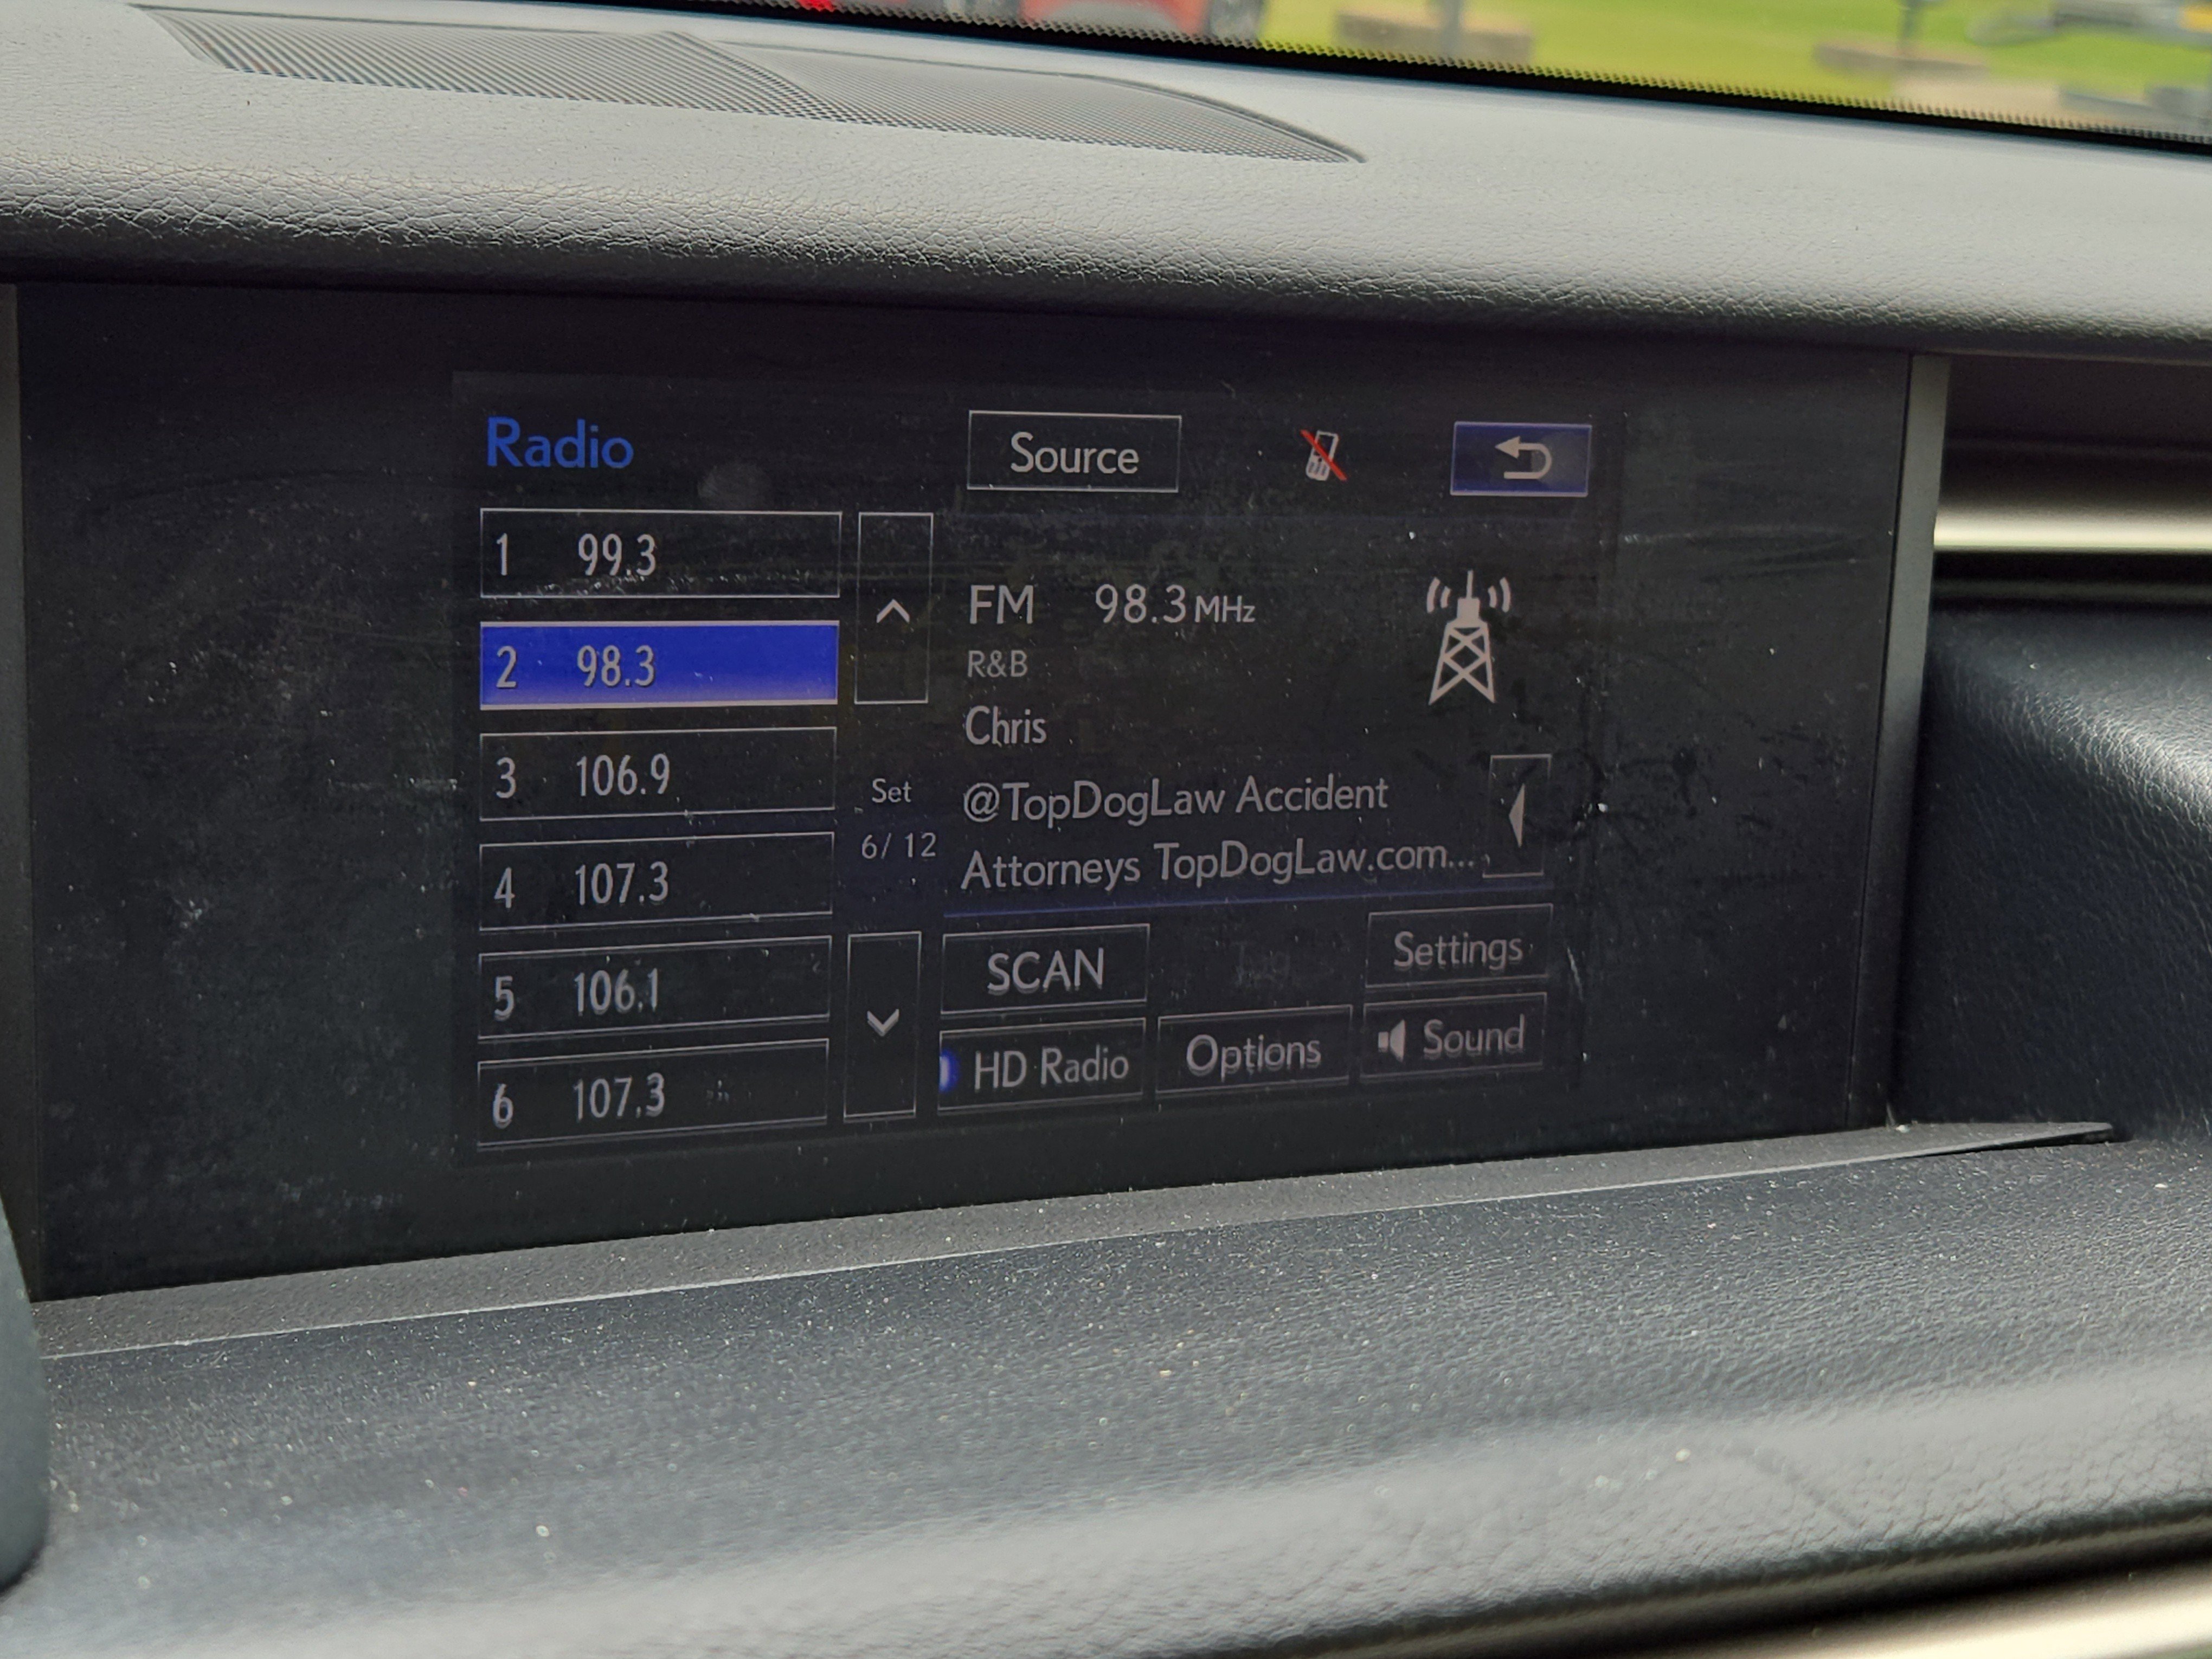 Radio
Source
1 99.3
2 98.3
3 106.9
4 107.3
5 106.1
6 107.3
Set
6/ 12
FM 98.3 MHz
R&B
Chris
@TopDogLaw Accident
Attorneys TopDogLaw.com...
SCAN
Settings
HD Radio
Options
Sound